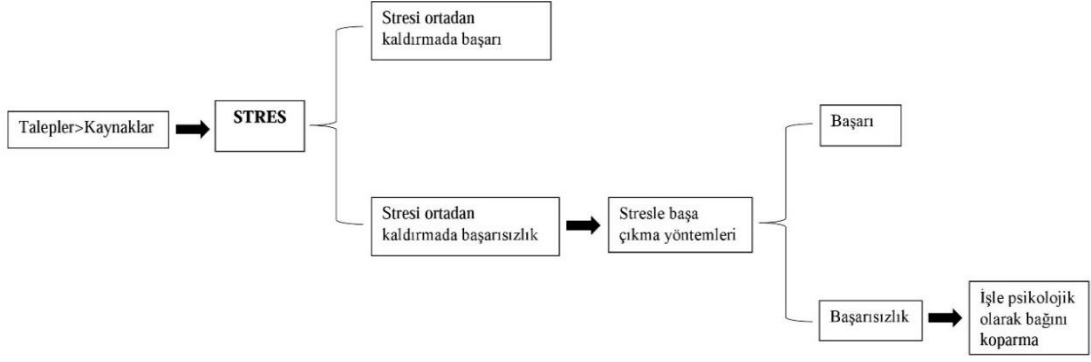 Talepler>Kaynaklar
STRES
Stresi ortadan
kaldırmada başarı
Stresi ortadan
kaldırmada başarısızlık
Stresle başa
çıkma yöntemleri
Başarı
Başarısızlık
İşle psikolojik
olarak bağını
koparma